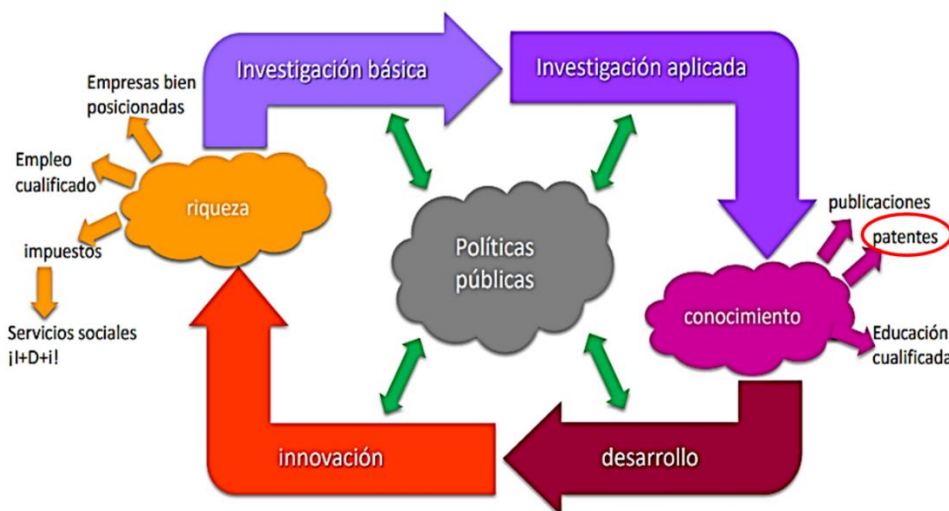 Investigación básica
Investigación aplicada
Empresas bien
posicionadas
Empleo
cualificado
riqueza
impuestos
Servicios sociales
¡I+D+i!
Políticas
públicas
publicaciones
patentes
conocimiento
Educación
cualificada
innovación
desarrollo